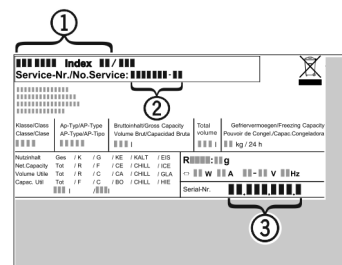 1
Index /
Service-Nr./No.Service: -
2
Klasse/Class Ap-Typ/AP-Type Bruttoinhalt/Gross Capacity Total Gefriervermoegen/Freezing Capacity
Classe/Clase AP-Type/AP-Tipo Volume Brut/Capacidad Bruta volume Pouvoir de Congel./Capac.Congeladora
l l kg / 24 h
Nutzinhalt Ges / K / G / KE / KALT / EIS
Net.Capacity Tot / R / F / CE / CHILL / ICE
Volume Utile Tot / R / C / CA / CHILL / GLA
Capac. Util Tot / F / C / BO / CHILL / HIE
l / l
R : g
W A - V Hz
Serial-Nr. . . .
3